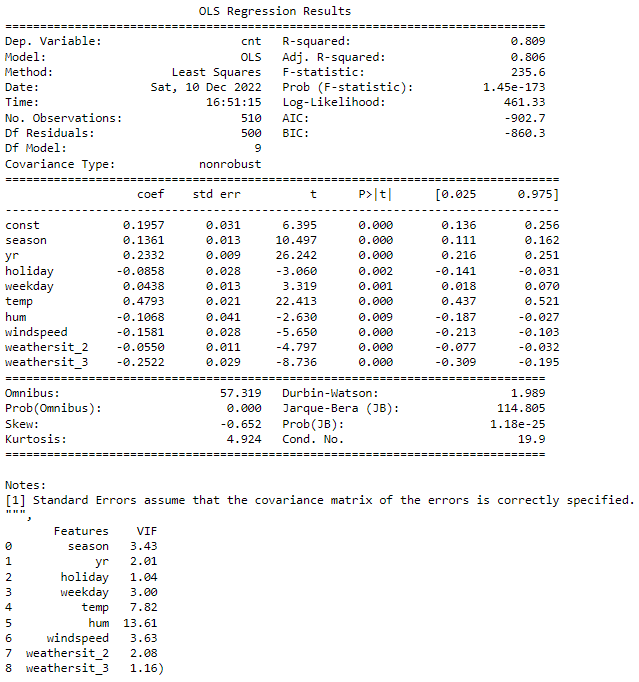 OLS Regression Results
==============================================================================
Dep. Variable: cnt R-squared: 0.809
Model: OLS Adj. R-squared: 0.806
Method: Least Squares F-statistic: 235.6
Date: Sat, 10 Dec 2022 Prob (F-statistic): 1.45e-173
Time: 16:51:15 Log-Likelihood: 461.33
No. Observations: 510 AIC: -902.7
Df Residuals: 500 BIC: -860.3
Df Model: 9
Covariance Type: nonrobust
================================================================================
coef std err t P>|t| [0.025 0.975]
--------------------------------------------------------------------------------
const 0.1957 0.031 6.395 0.000 0.136 0.256
season 0.1361 0.013 10.497 0.000 0.111 0.162
yr 0.2332 0.009 26.242 0.000 0.216 0.251
holiday -0.0858 0.028 -3.060 0.002 -0.141 -0.031
weekday 0.0438 0.013 3.319 0.001 0.018 0.070
temp 0.4793 0.021 22.413 0.000 0.437 0.521
hum -0.1068 0.041 -2.630 0.009 -0.187 -0.027
windspeed -0.1581 0.028 -5.650 0.000 -0.213 -0.103
weathersit_2 -0.0550 0.011 -4.797 0.000 -0.077 -0.032
weathersit_3 -0.2522 0.029 -8.736 0.000 -0.309 -0.195
==============================================================================
Omnibus: 57.319 Durbin-Watson: 1.989
Prob(Omnibus): 0.000 Jarque-Bera (JB): 114.805
Skew: -0.652 Prob(JB): 1.18e-25
Kurtosis: 4.924 Cond. No. 19.9
==============================================================================
Notes:
[1] Standard Errors assume that the covariance matrix of the errors is correctly specified.
""",
Features VIF
0 season 3.43
1 yr 2.01
2 holiday 1.04
3 weekday 3.00
4 temp 7.82
5 hum 13.61
6 windspeed 3.63
7 weathersit_2 2.08
8 weathersit_3 1.16)